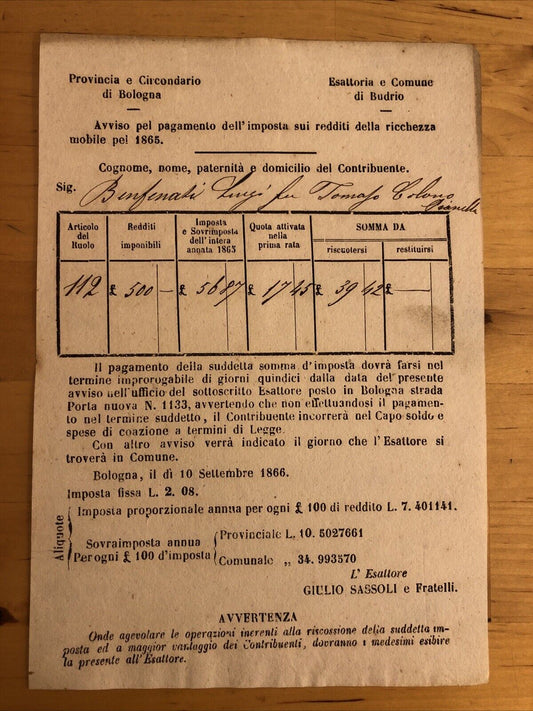 Provincia e Circondario
di Bologna
Esattoria e Comune
di Budrio
Avviso pel pagamento dell'imposta sui redditi della ricchezza
mobile pel 1865.
Cognome, nome, paternità e domicilio del Contribuente.
Sig. Benfenati Luigi fu Tomaso Colono
Articolo del Ruolo | Redditi imponibili | Imposta e Sovrimposta dell'intera annata 1865 | Quota attivata nella prima rata | SOMMA DA
riscuotersi | restituirsi
112 | £ 500 — | £ 56 87 | £ 17 45 | £ 39 42 | £ —
Il pagamento della suddetta somma d'imposta dovrà farsi nel
termine improrogabile di giorni quindici dalla data del presente
avviso nell'ufficio del sottoscritto Esattore posto in Bologna strada
Porta nuova N. 1133, avvertendo che non effettuandosi il pagamen-
to nel termine suddetto, il Contribuente incorrerà nel Capo soldo e
spese di coazione a termini di Legge.
Con altro avviso verrà indicato il giorno che l'Esattore si
troverà in Comune.
Bologna, il dì 10 Settembre 1866.
Imposta fissa L. 2. 08.
Aliquote
Imposta proporzionale annua per ogni £ 100 di reddito L. 7. 401141.
Sovraimposta annua
Per ogni £ 100 d'imposta
Provinciale L. 10. 5027661
Comunale „ 34. 993570
L' Esattore
GIULIO SASSOLI e Fratelli.
AVVERTENZA
Onde agevolare le operazioni inerenti alla riscossione della suddetta im-
posta ed a maggior vantaggio dei Contribuenti, dovranno i medesimi esibire
la presente all'Esattore.